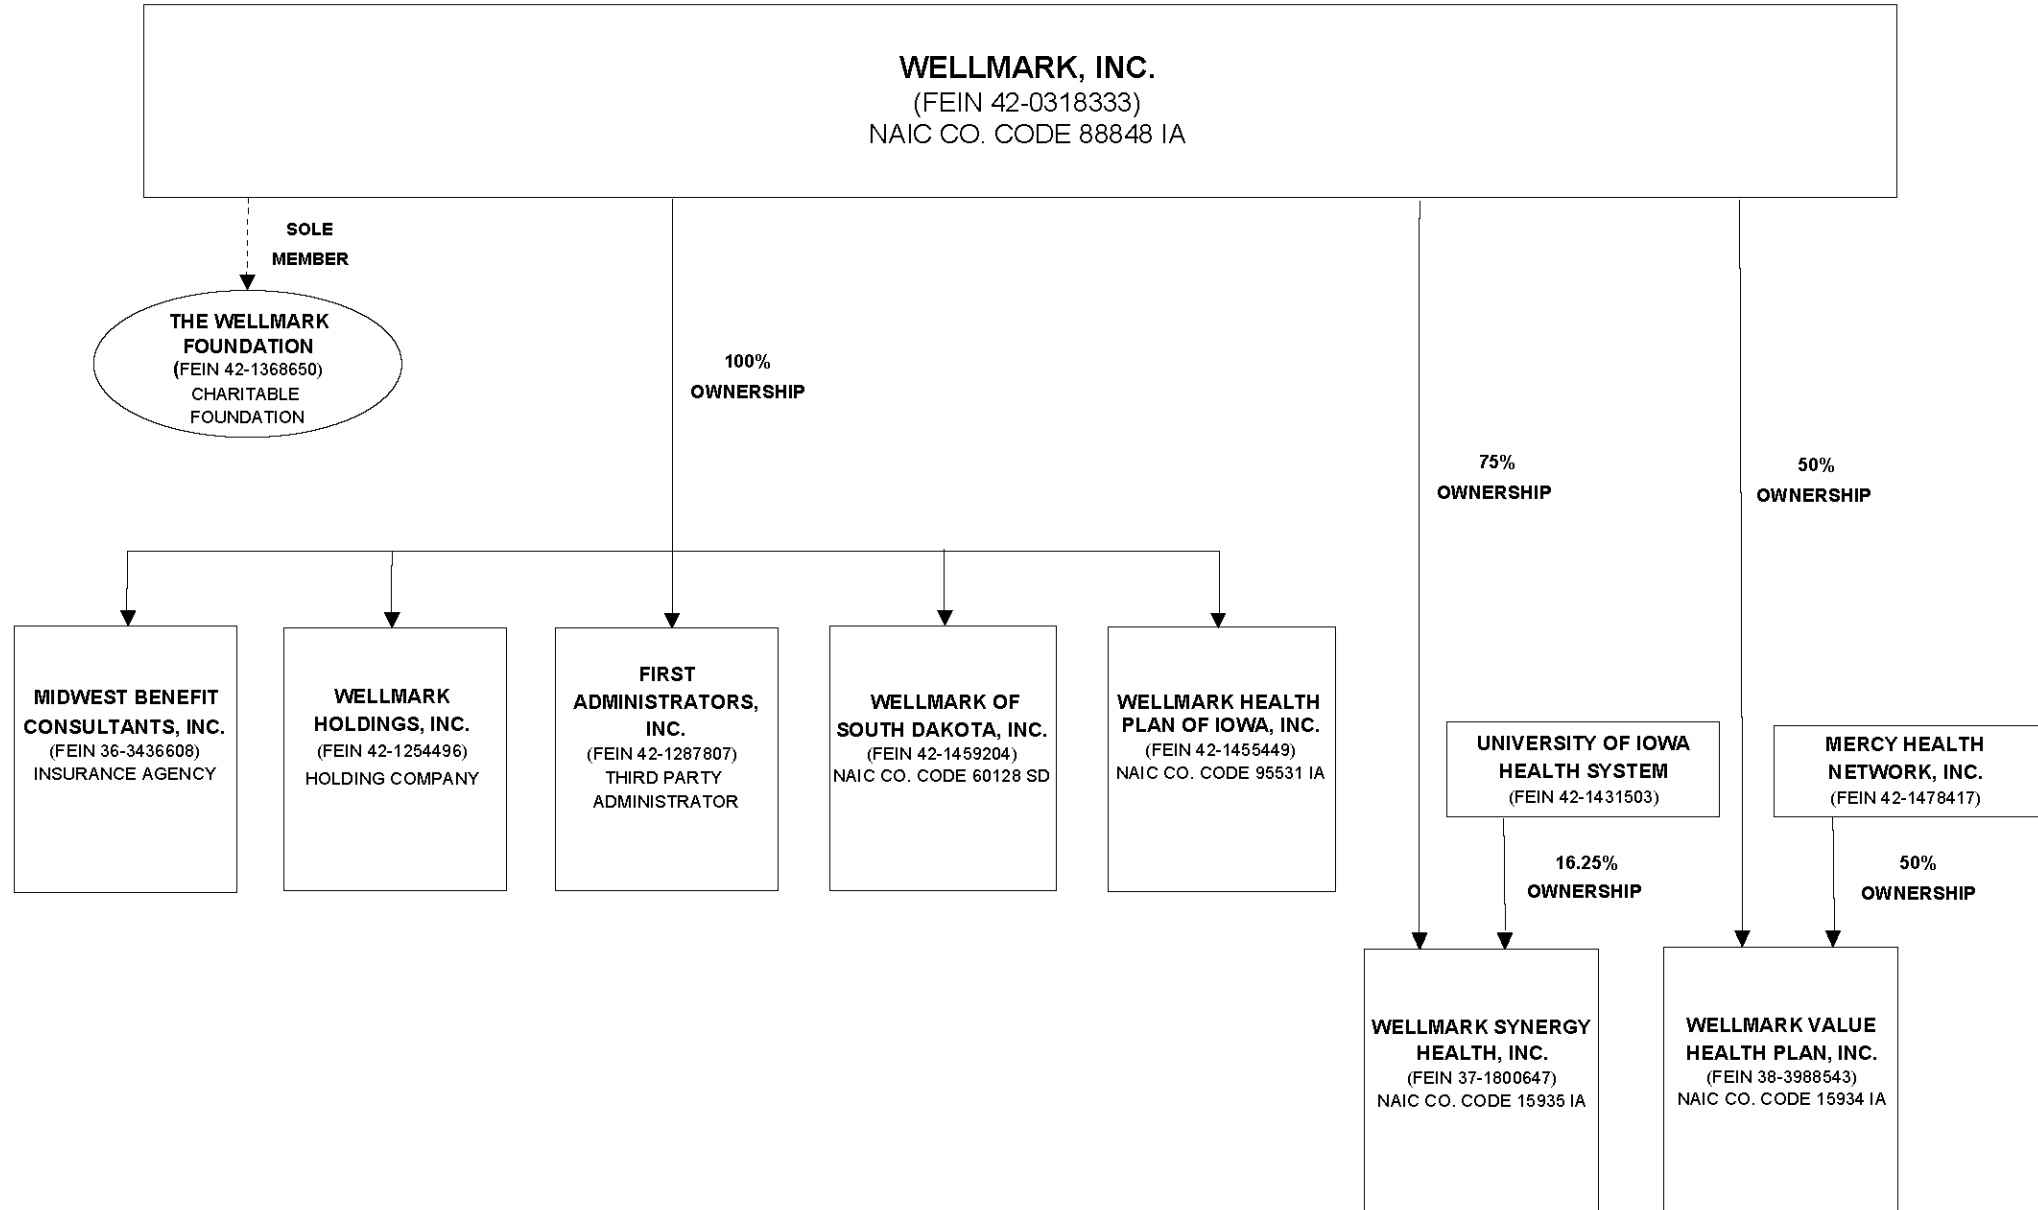 WELLMARK, INC.
(FEIN 42-0318333)
NAIC CO. CODE 88848 IA
SOLE
MEMBER
THE WELLMARK
FOUNDATION
(FEIN 42-1368650)
CHARITABLE
FOUNDATION
100%
OWNERSHIP
75%
OWNERSHIP
50%
OWNERSHIP
MIDWEST BENEFIT
CONSULTANTS, INC.
(FEIN 36-3436608)
INSURANCE AGENCY
WELLMARK
HOLDINGS, INC.
(FEIN 42-1254496)
HOLDING COMPANY
FIRST
ADMINISTRATORS,
INC.
(FEIN 42-1287807)
THIRD PARTY
ADMINISTRATOR
WELLMARK OF
SOUTH DAKOTA, INC.
(FEIN 42-1459204)
NAIC CO. CODE 60128 SD
WELLMARK HEALTH
PLAN OF IOWA, INC.
(FEIN 42-1455449)
NAIC CO. CODE 95531 IA
UNIVERSITY OF IOWA
HEALTH SYSTEM
(FEIN 42-1431503)
MERCY HEALTH
NETWORK, INC.
(FEIN 42-1478417)
16.25%
OWNERSHIP
50%
OWNERSHIP
WELLMARK SYNERGY
HEALTH, INC.
(FEIN 37-1800647)
NAIC CO. CODE 15935 IA
WELLMARK VALUE
HEALTH PLAN, INC.
(FEIN 38-3988543)
NAIC CO. CODE 15934 IA